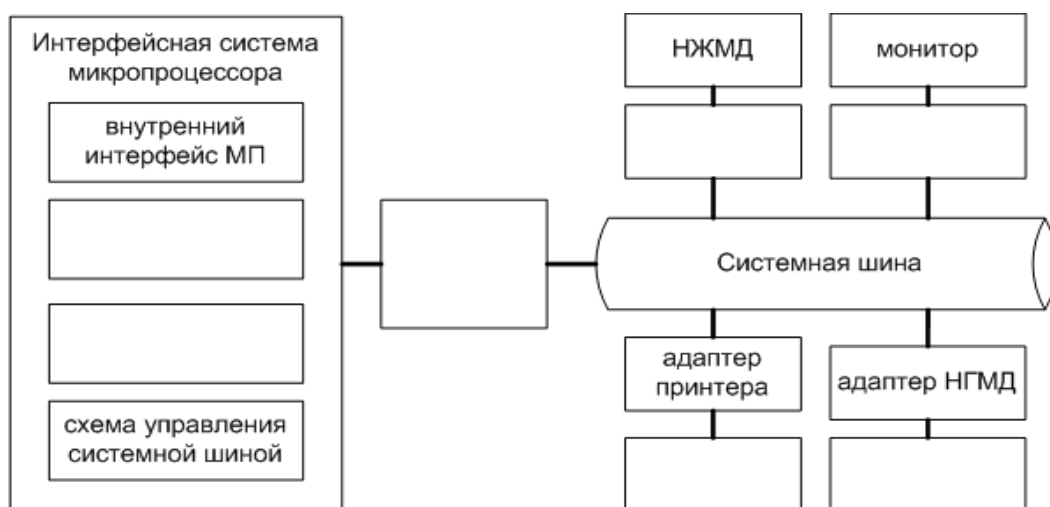 Интерфейсная система
микропроцессора
внутренний
интерфейс МП
схема управления
системной шиной
НЖМД
монитор
Системная шина
адаптер
принтера
адаптер НГМД